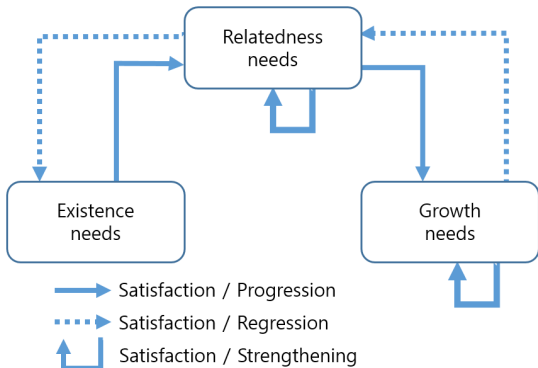 Relatedness
needs
Existence
needs
Growth
needs
Satisfaction / Progression
Satisfaction / Regression
Satisfaction / Strengthening